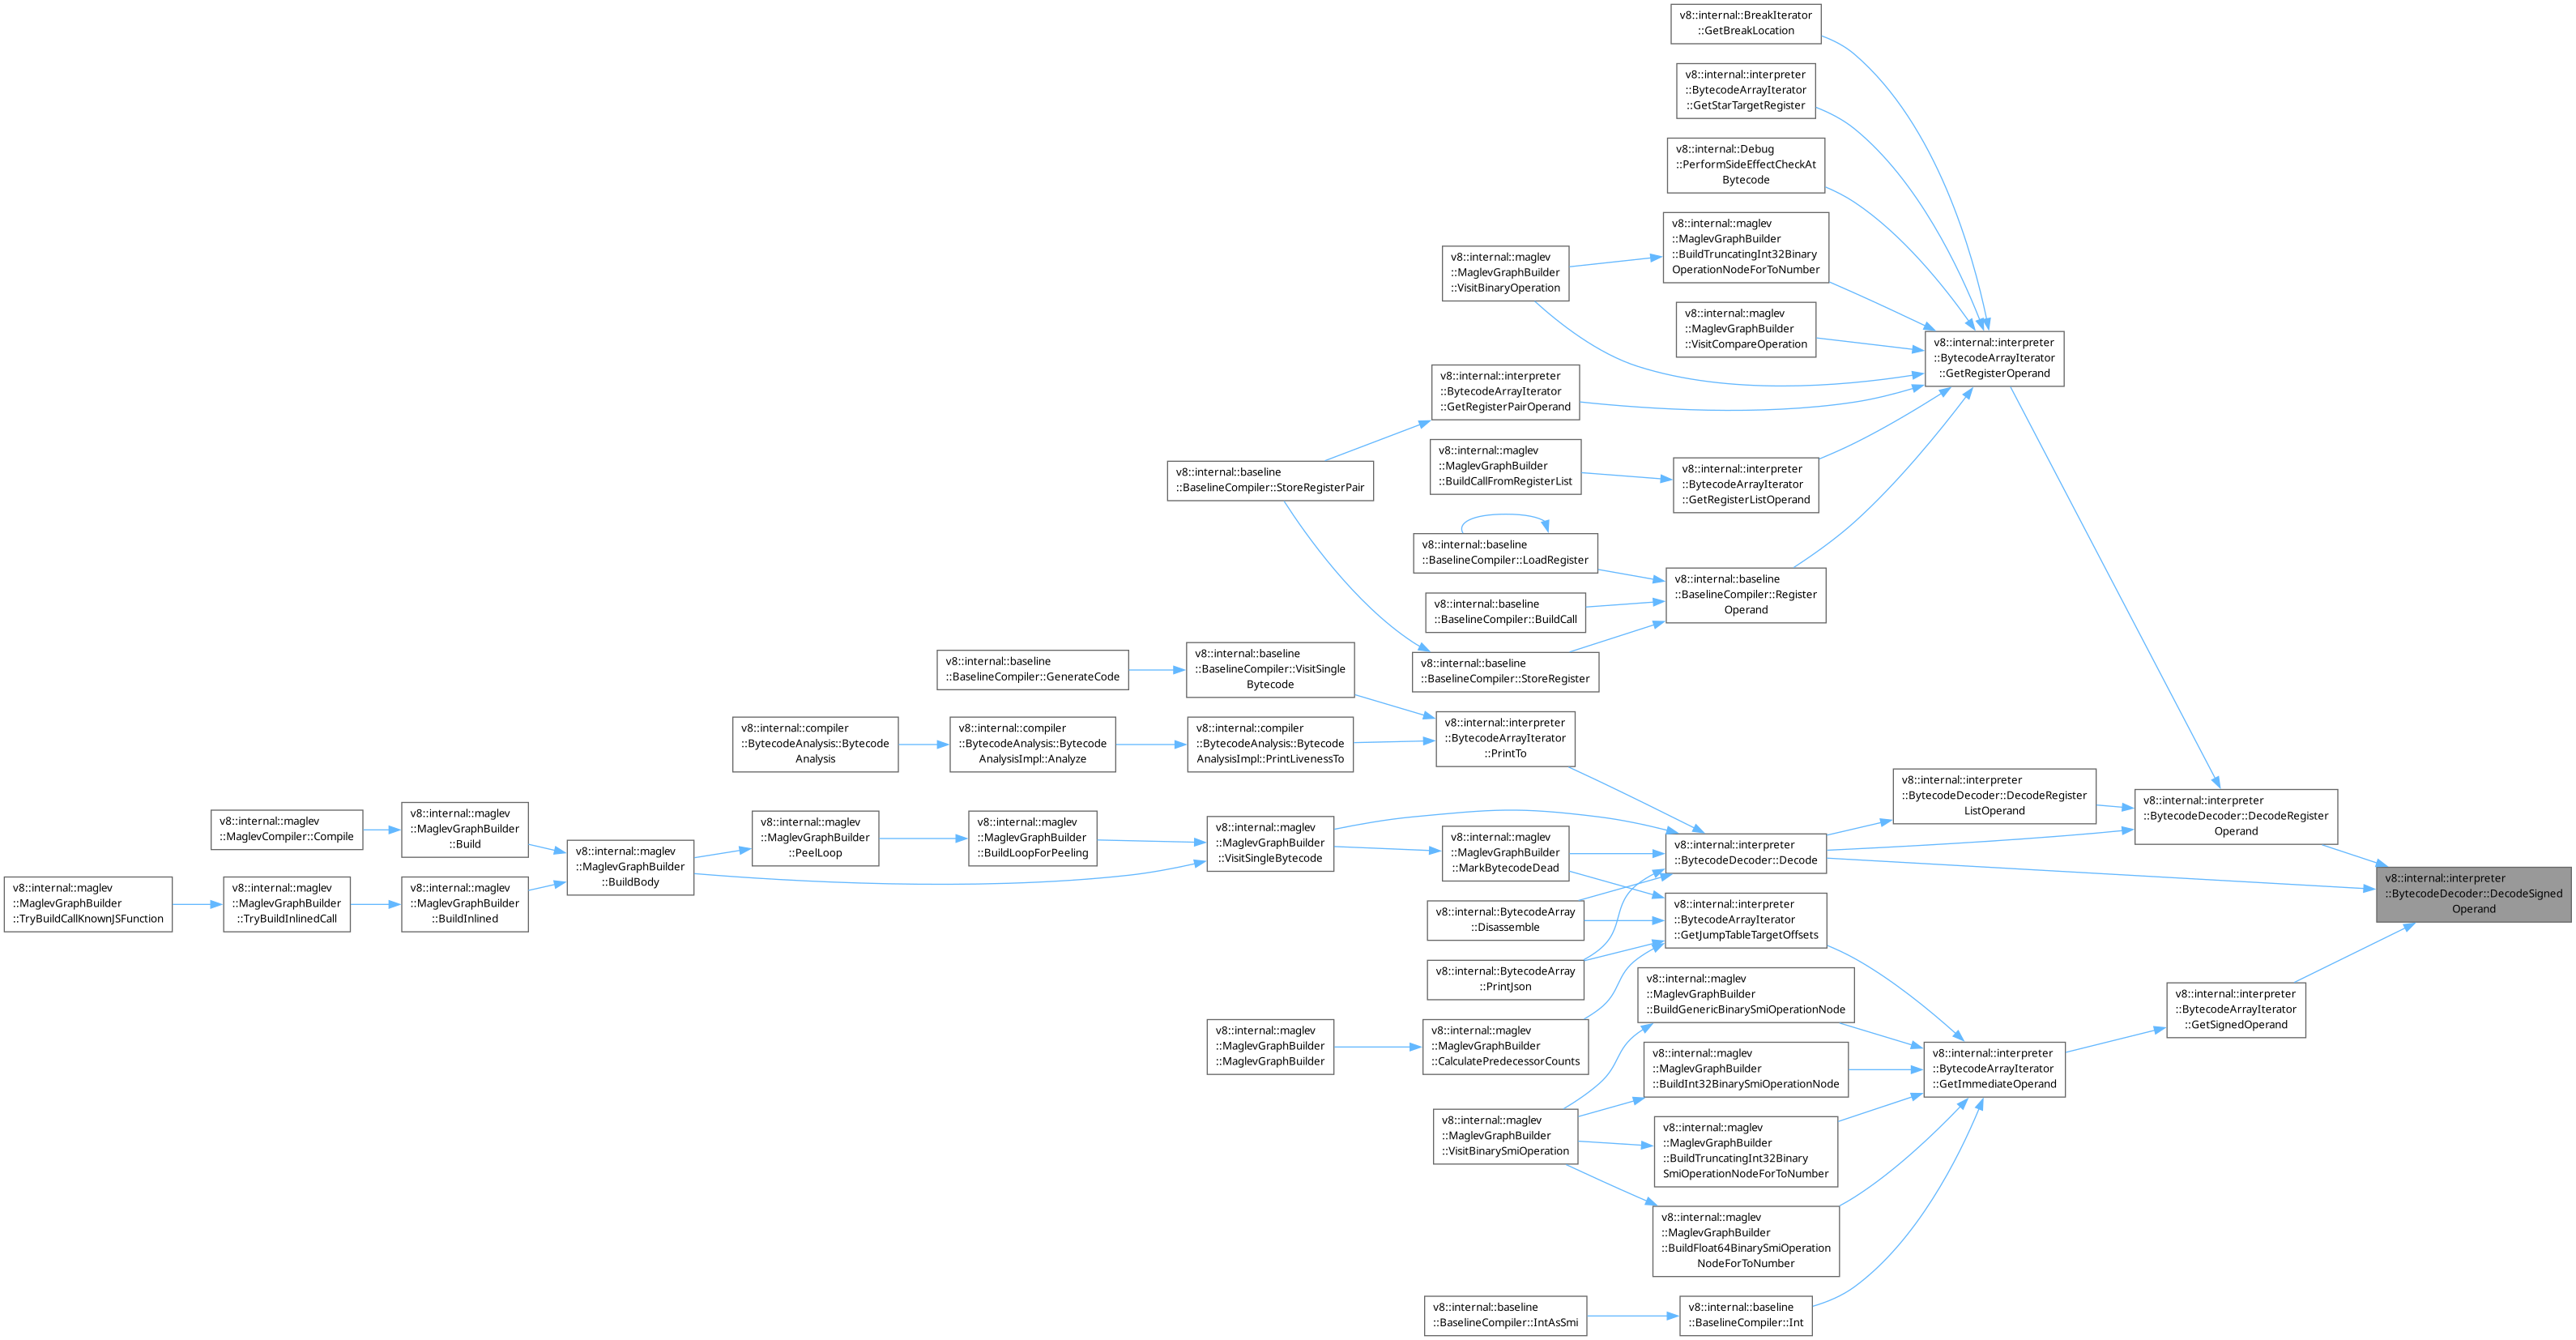 v8::internal::BreakIterator
::GetBreakLocation
v8::internal::interpreter
::BytecodeArrayIterator
::GetStarTargetRegister
v8::internal::Debug
::PerformSideEffectCheckAt
Bytecode
v8::internal::maglev
::MaglevGraphBuilder
::BuildTruncatingInt32Binary
OperationNodeForToNumber
v8::internal::maglev
::MaglevGraphBuilder
::VisitBinaryOperation
v8::internal::maglev
::MaglevGraphBuilder
::VisitCompareOperation
v8::internal::interpreter
::BytecodeArrayIterator
::GetRegisterOperand
v8::internal::interpreter
::BytecodeArrayIterator
::GetRegisterPairOperand
v8::internal::maglev
::MaglevGraphBuilder
::BuildCallFromRegisterList
v8::internal::interpreter
::BytecodeArrayIterator
::GetRegisterListOperand
v8::internal::baseline
::BaselineCompiler::StoreRegisterPair
v8::internal::baseline
::BaselineCompiler::LoadRegister
v8::internal::baseline
::BaselineCompiler::Register
Operand
v8::internal::baseline
::BaselineCompiler::BuildCall
v8::internal::baseline
::BaselineCompiler::StoreRegister
v8::internal::baseline
::BaselineCompiler::GenerateCode
v8::internal::baseline
::BaselineCompiler::VisitSingle
Bytecode
v8::internal::compiler
::BytecodeAnalysis::Bytecode
Analysis
v8::internal::compiler
::BytecodeAnalysis::Bytecode
AnalysisImpl::Analyze
v8::internal::compiler
::BytecodeAnalysis::Bytecode
AnalysisImpl::PrintLivenessTo
v8::internal::interpreter
::BytecodeArrayIterator
::PrintTo
v8::internal::interpreter
::BytecodeDecoder::DecodeRegister
ListOperand
v8::internal::interpreter
::BytecodeDecoder::DecodeRegister
Operand
v8::internal::maglev
::MaglevCompiler::Compile
v8::internal::maglev
::MaglevGraphBuilder
::Build
v8::internal::maglev
::MaglevGraphBuilder
::BuildBody
v8::internal::maglev
::MaglevGraphBuilder
::PeelLoop
v8::internal::maglev
::MaglevGraphBuilder
::BuildLoopForPeeling
v8::internal::maglev
::MaglevGraphBuilder
::VisitSingleBytecode
v8::internal::maglev
::MaglevGraphBuilder
::MarkBytecodeDead
v8::internal::interpreter
::BytecodeDecoder::Decode
v8::internal::interpreter
::BytecodeDecoder::DecodeSigned
Operand
v8::internal::maglev
::MaglevGraphBuilder
::TryBuildCallKnownJSFunction
v8::internal::maglev
::MaglevGraphBuilder
::TryBuildInlinedCall
v8::internal::maglev
::MaglevGraphBuilder
::BuildInlined
v8::internal::BytecodeArray
::Disassemble
v8::internal::interpreter
::BytecodeArrayIterator
::GetJumpTableTargetOffsets
v8::internal::BytecodeArray
::PrintJson
v8::internal::maglev
::MaglevGraphBuilder
::BuildGenericBinarySmiOperationNode
v8::internal::interpreter
::BytecodeArrayIterator
::GetSignedOperand
v8::internal::maglev
::MaglevGraphBuilder
::MaglevGraphBuilder
v8::internal::maglev
::MaglevGraphBuilder
::CalculatePredecessorCounts
v8::internal::maglev
::MaglevGraphBuilder
::BuildInt32BinarySmiOperationNode
v8::internal::interpreter
::BytecodeArrayIterator
::GetImmediateOperand
v8::internal::maglev
::MaglevGraphBuilder
::VisitBinarySmiOperation
v8::internal::maglev
::MaglevGraphBuilder
::BuildTruncatingInt32Binary
SmiOperationNodeForToNumber
v8::internal::maglev
::MaglevGraphBuilder
::BuildFloat64BinarySmiOperation
NodeForToNumber
v8::internal::baseline
::BaselineCompiler::IntAsSmi
v8::internal::baseline
::BaselineCompiler::Int